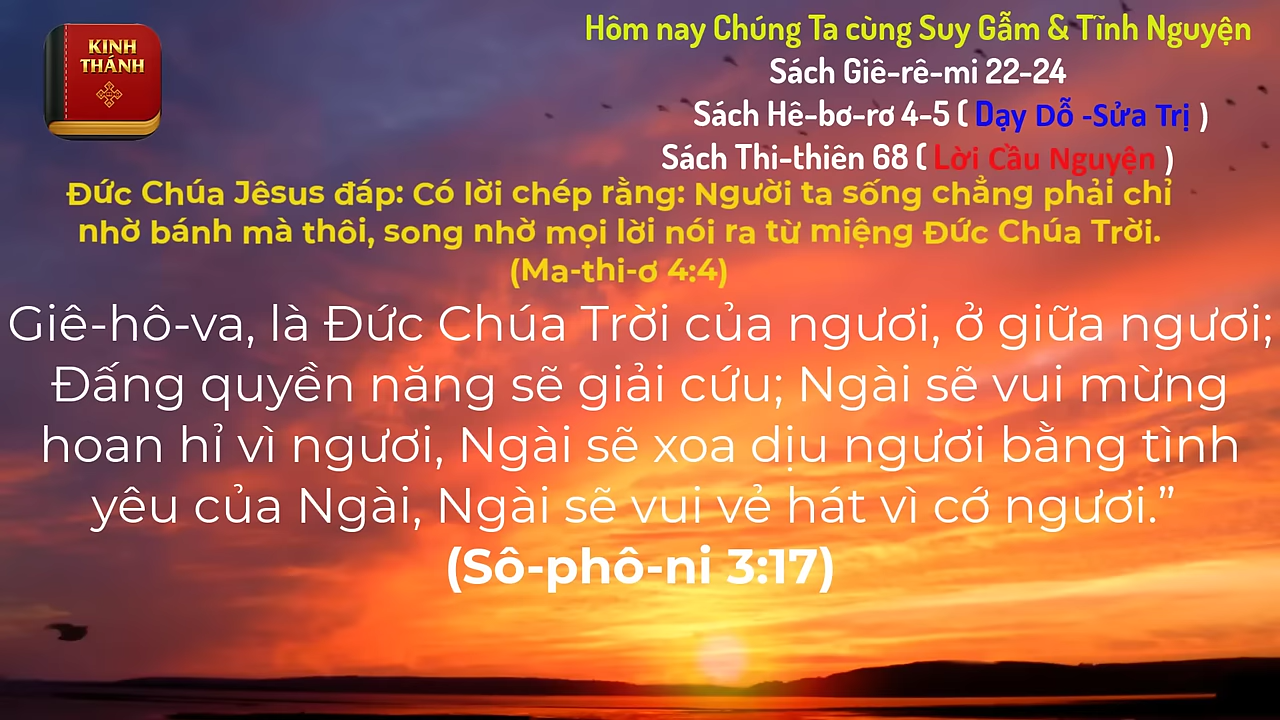 KINH
THÁNH
Hôm nay Chúng Ta cùng Suy Gẫm & Tĩnh Nguyện
Sách Giê-rê-mi 22-24
Sách Hê-bơ-rơ 4-5 ( Dạy Dỗ -Sửa Trị )
Sách Thi-thiên 68 ( Lời Cầu Nguyện )
Đức Chúa Jêsus đáp: Có lời chép rằng: Người ta sống chẳng phải chỉ
nhờ bánh mà thôi, song nhờ mọi lời nói ra từ miệng Đức Chúa Trời.
(Ma-thi-ơ 4:4)
Giê-hô-va, là Đức Chúa Trời của ngươi, ở giữa ngươi;
Đấng quyền năng sẽ giải cứu; Ngài sẽ vui mừng
hoan hỉ vì ngươi, Ngài sẽ xoa dịu ngươi bằng tình
yêu của Ngài, Ngài sẽ vui vẻ hát vì cớ ngươi.”
(Sô-phô-ni 3:17)